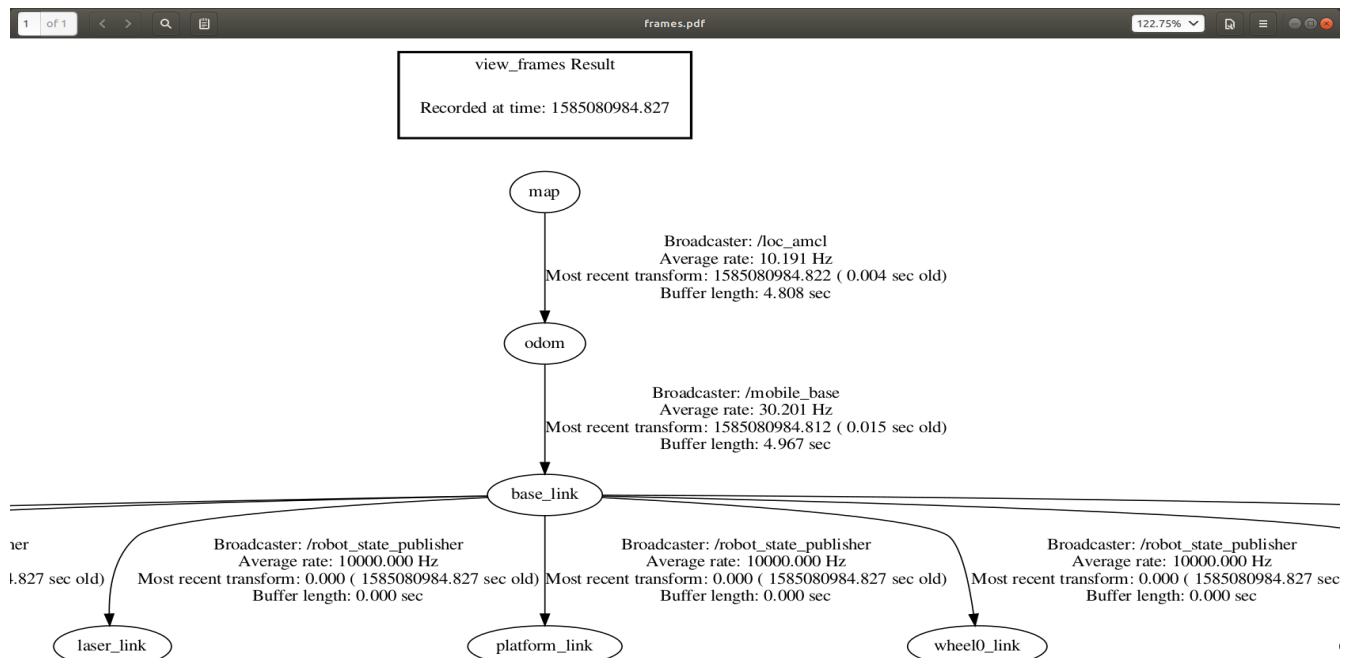 1 of 1
frames.pdf
122.75%
view_frames Result
Recorded at time: 1585080984.827
map
Broadcaster: /loc_amcl
Average rate: 10.191 Hz
Most recent transform: 1585080984.822 ( 0.004 sec old)
Buffer length: 4.808 sec
odom
Broadcaster: /mobile_base
Average rate: 30.201 Hz
Most recent transform: 1585080984.812 ( 0.015 sec old)
Buffer length: 4.967 sec
base_link
her
4.827 sec old)
Broadcaster: /robot_state_publisher
Average rate: 10000.000 Hz
Most recent transform: 0.000 ( 1585080984.827 sec old)
Buffer length: 0.000 sec
Broadcaster: /robot_state_publisher
Average rate: 10000.000 Hz
Most recent transform: 0.000 ( 1585080984.827 sec old)
Buffer length: 0.000 sec
Broadcaster: /robot_state_publisher
Average rate: 10000.000 Hz
Most recent transform: 0.000 ( 1585080984.827 sec
Buffer length: 0.000 sec
laser_link
platform_link
wheel0_link